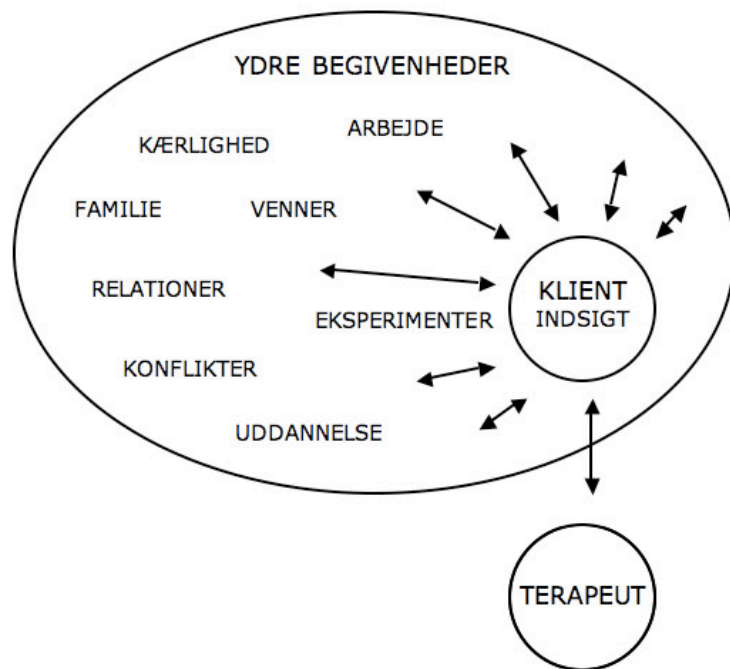 YDRE BEGIVENHEDER
ARBEJDE
KÆRLIGHED
FAMILIE
VENNER
RELATIONER
KLIENT
INDSIGT
EKSPERIMENTER
KONFLIKTER
UDDANNELSE
TERAPEUT